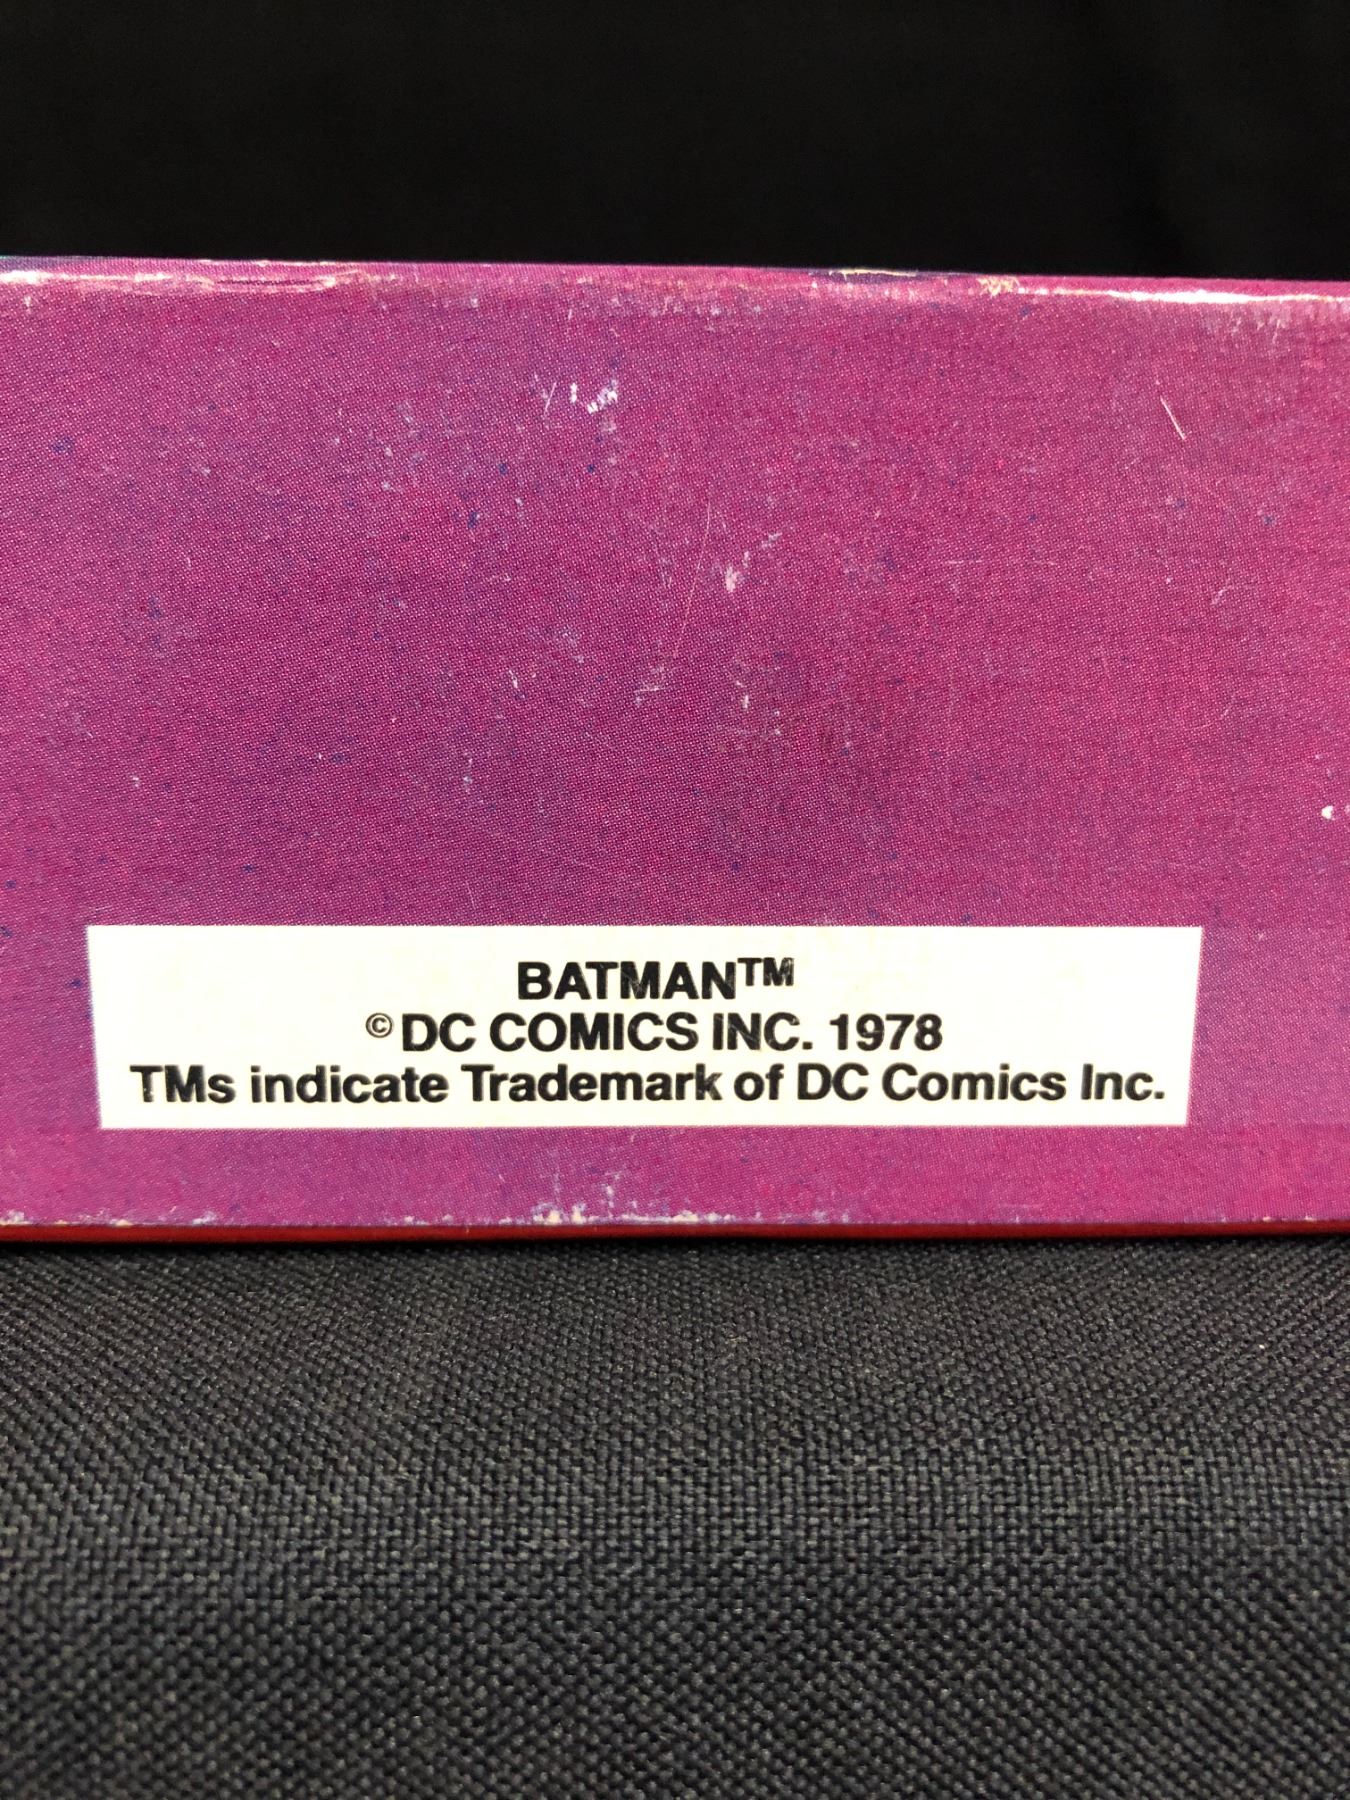 BATMAN™
© DC COMICS INC. 1978
TMs indicate Trademark of DC Comics Inc.